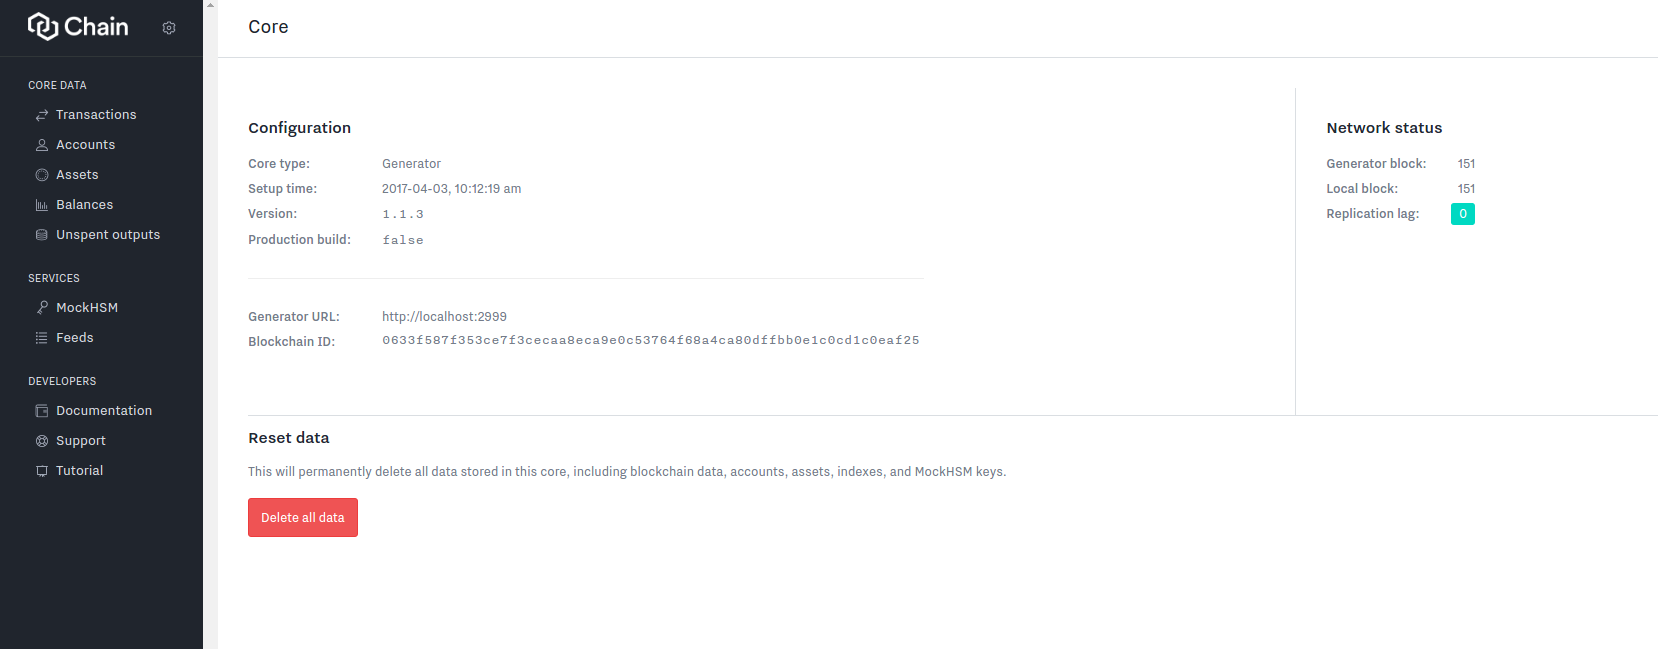 Chain
CORE DATA
Transactions
Accounts
Assets
Balances
Unspent outputs
SERVICES
MockHSM
Feeds
DEVELOPERS
Documentation
Support
Tutorial
Core
Configuration
Core type: Generator
Setup time: 2017-04-03, 10:12:19 am
Version: 1.1.3
Production build: false
Generator URL: http://localhost:2999
Blockchain ID: 0633f587f353ce7f3cecaa8eca9e0c53764f68a4ca80dffbb0e1c0cd1c0eaf25
Network status
Generator block: 151
Local block: 151
Replication lag: 0
Reset data
This will permanently delete all data stored in this core, including blockchain data, accounts, assets, indexes, and MockHSM keys.
Delete all data